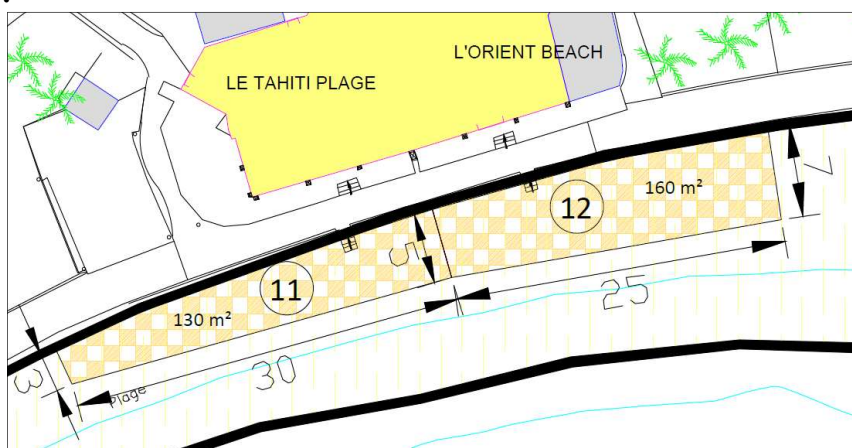 L'ORIENT BEACH
LE TAHITI PLAGE
160 m²
12
7
5
11
25
130 m²
30
3
Plage